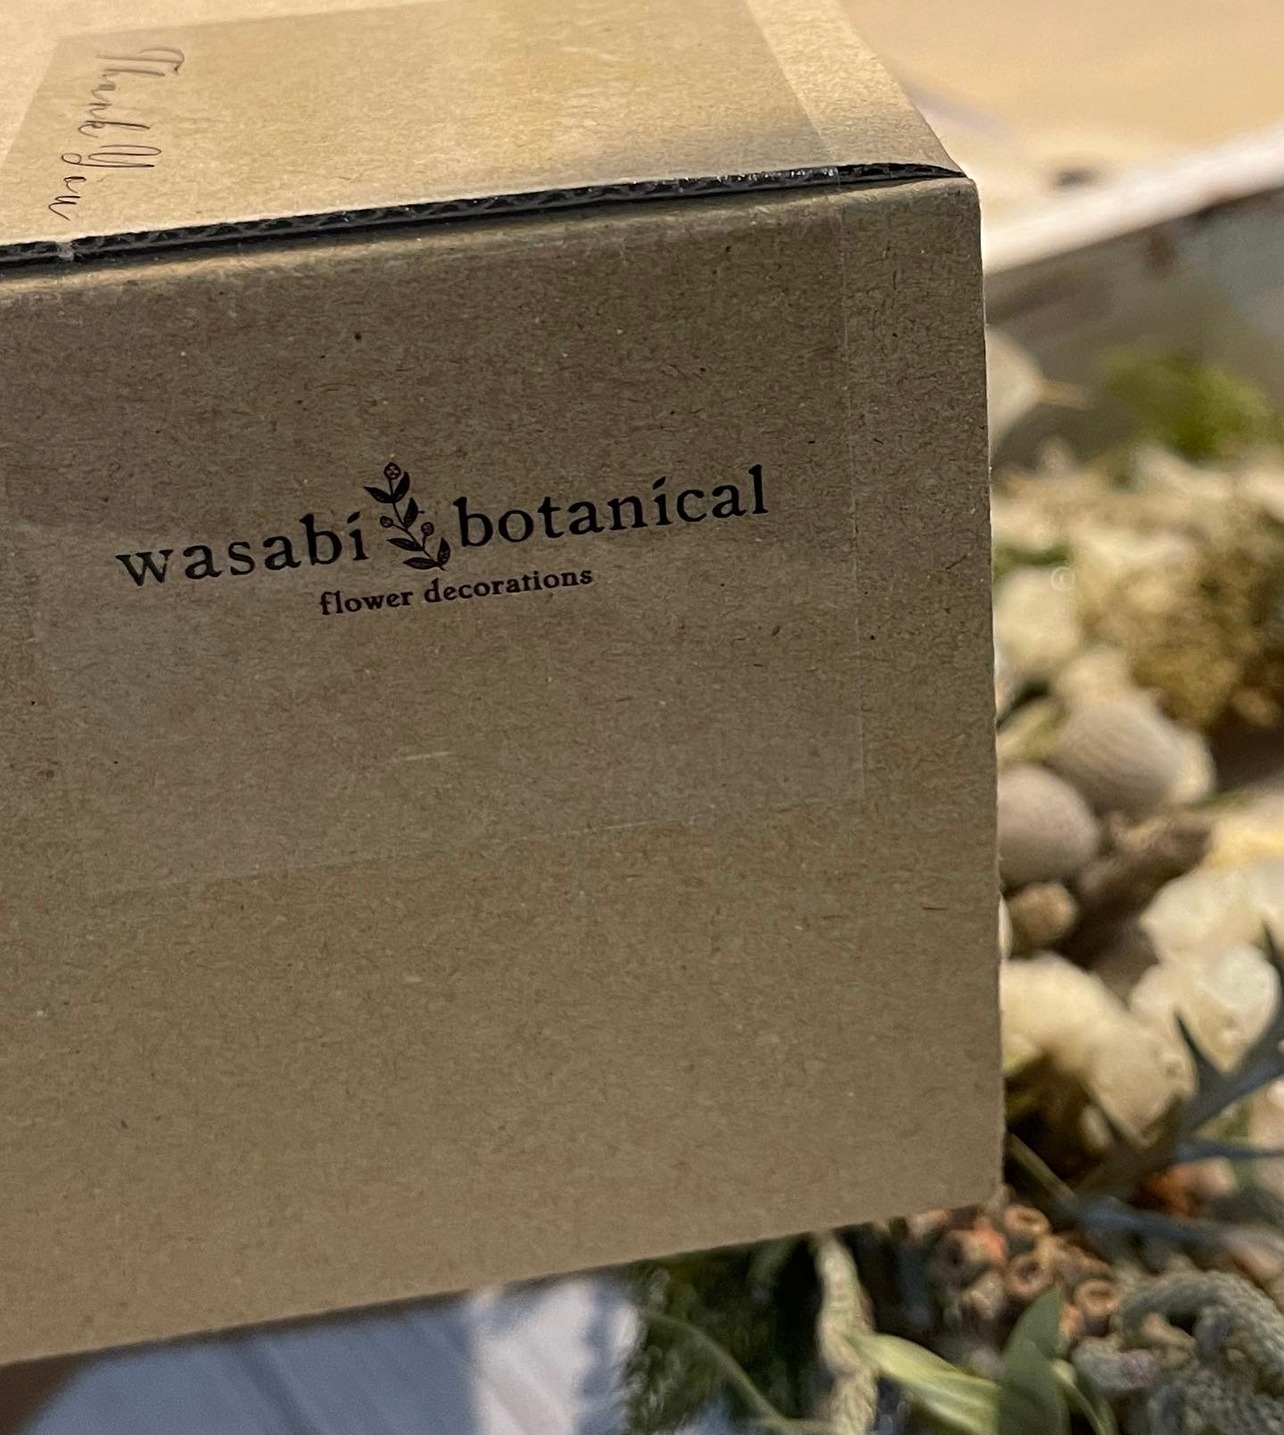 Thank You
wasabi botanical
flower decorations